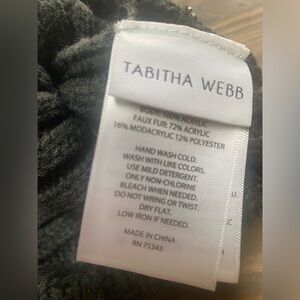 TABITHA WEBB
BODY: 100% ACRYLIC
FAUX FUR: 72% ACRYLIC
16% MODACRYLIC 12% POLYESTER
HAND WASH COLD.
WASH WITH LIKE COLORS.
USE MILD DETERGENT.
ONLY NON-CHLORINE
BLEACH WHEN NEEDED.
DO NOT WRING OR TWIST.
DRY FLAT,
LOW IRON IF NEEDED.
MADE IN CHINA
RN 75343